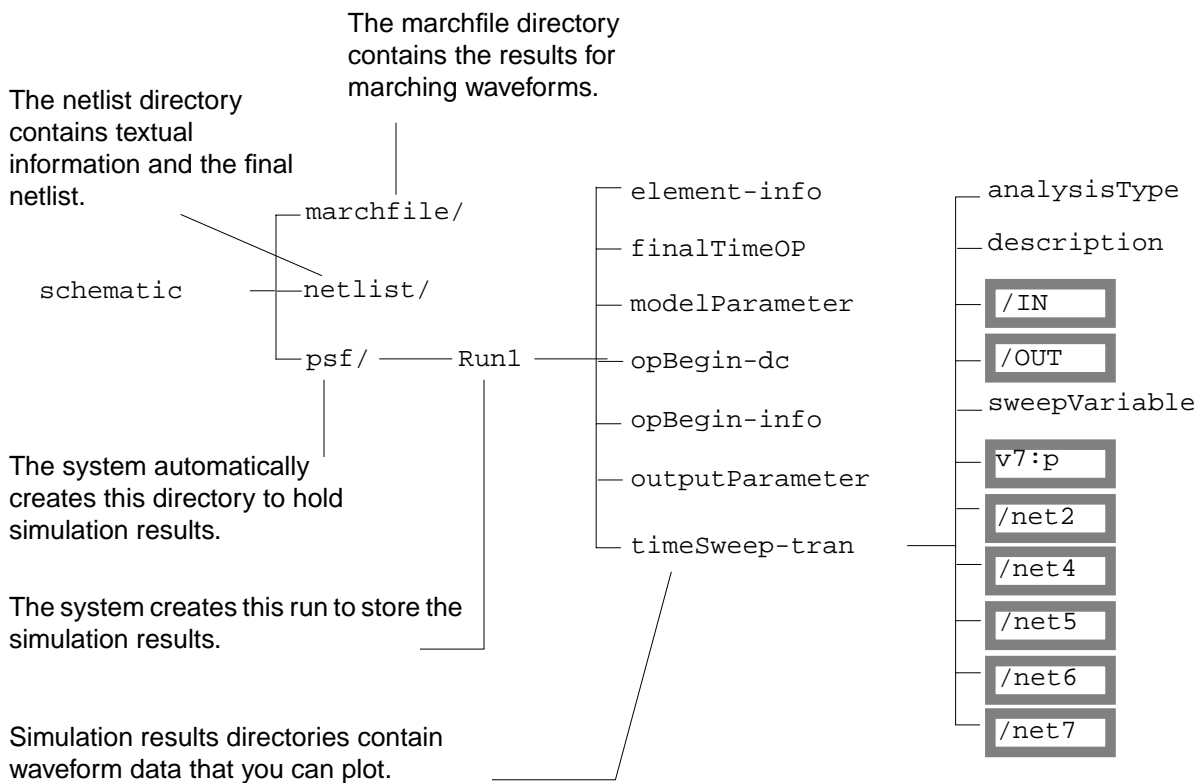 The marchfile directory
contains the results for
marching waveforms.
The netlist directory
contains textual
information and the final
netlist.
schematic
marchfile/
netlist/
psf/
Run1
element-info
finalTimeOP
modelParameter
opBegin-dc
opBegin-info
outputParameter
timeSweep-tran
analysisType
description
/IN
/OUT
sweepVariable
v7:p
/net2
/net4
/net5
/net6
/net7
The system automatically
creates this directory to hold
simulation results.
The system creates this run to store the
simulation results.
Simulation results directories contain
waveform data that you can plot.